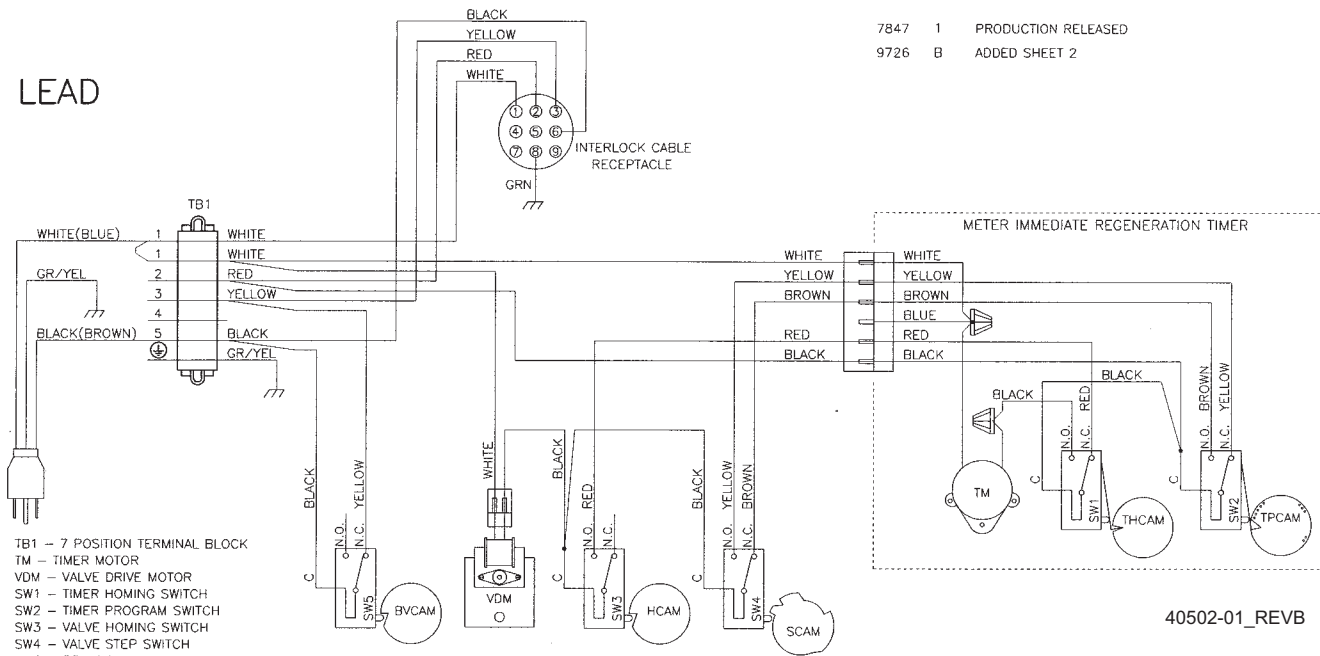 BLACK
YELLOW
RED
WHITE
7847 1 PRODUCTION RELEASED
9726 B ADDED SHEET 2
LEAD
1 2 3
4 5 6
7 8 9
INTERLOCK CABLE
RECEPTACLE
GRN
TB1
WHITE(BLUE)
1 WHITE
1 WHITE
GR/YEL
2 RED
3 YELLOW
4
BLACK(BROWN)
5 BLACK
GR/YEL
METER IMMEDIATE REGENERATION TIMER
WHITE WHITE
YELLOW YELLOW
BROWN BROWN
BLUE
RED RED
BLACK BLACK
BLACK
BLACK
N.O.
N.C.
RED
C
SW1
THCAM
TM
BROWN
YELLOW
N.O.
N.C.
C
SW2
TPCAM
BLACK
YELLOW
N.O.
N.C.
C
SW5
BVCAM
WHITE
VDM
BLACK
RED
N.O.
N.C.
C
SW3
HCAM
BLACK
YELLOW
BROWN
N.O.
N.C.
C
SW4
SCAM
TB1 – 7 POSITION TERMINAL BLOCK
TM – TIMER MOTOR
VDM – VALVE DRIVE MOTOR
SW1 – TIMER HOMING SWITCH
SW2 – TIMER PROGRAM SWITCH
SW3 – VALVE HOMING SWITCH
SW4 – VALVE STEP SWITCH
40502-01_REVB